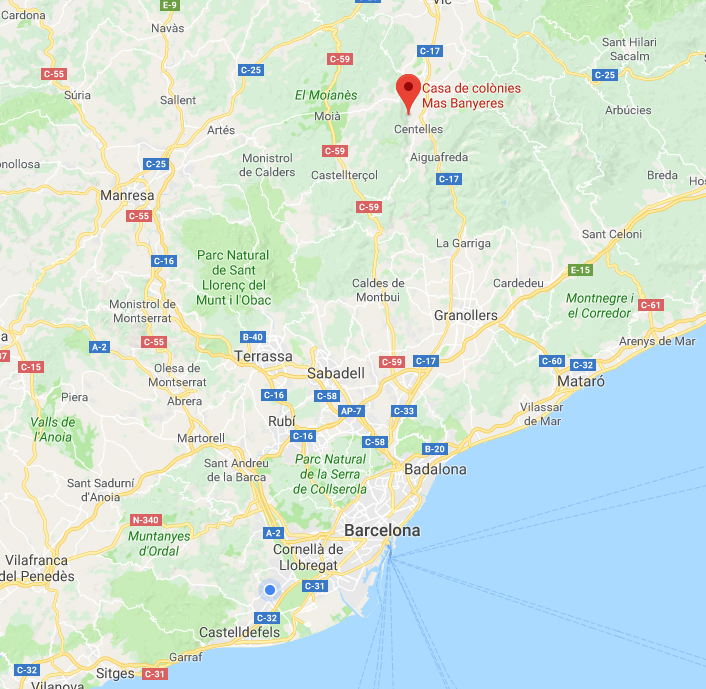 Cardona
E-9
Vic
Navàs
C-17
Sant Hilari
Sacalm
C-59
C-55
C-25
C-25
Súria
Sallent
El Moianès
Casa de colònies
Mas Banyeres
Arbúcies
Moià
Artés
Centelles
C-59
Monistrol
de Calders
Aiguafreda
C-25
Castellterçol
C-17
Breda
Manresa
C-55
C-59
Sant Celoni
La Garriga
Parc Natural
de Sant
Llorenç del
Munt i l'Obac
C-16
E-15
Caldes de
Montbui
Cardedeu
Montnegre i
el Corredor
C-61
Monistrol de
Montserrat
Granollers
B-40
Arenys de Mar
C-55
A-2
Terrassa
C-59
C-17
C-60
C-32
C-15
Olesa de
Montserrat
Sabadell
Mataró
Piera
Abrera
C-16
C-58
AP-7
C-33
Vilassar
de Mar
Valls de
l'Anoia
Rubí
Martorell
C-16
C-58
B-20
Sant Andreu
de la Barca
Parc Natural
de la Serra
de Collserola
Badalona
Sant Sadurní
d'Anoia
N-340
A-2
Barcelona
Muntanyes
d'Ordal
Cornellà de
Llobregat
Vilafranca
del Penedès
C-31
C-32
Castelldefels
Garraf
C-32
Sitges
C-31
Vilanova